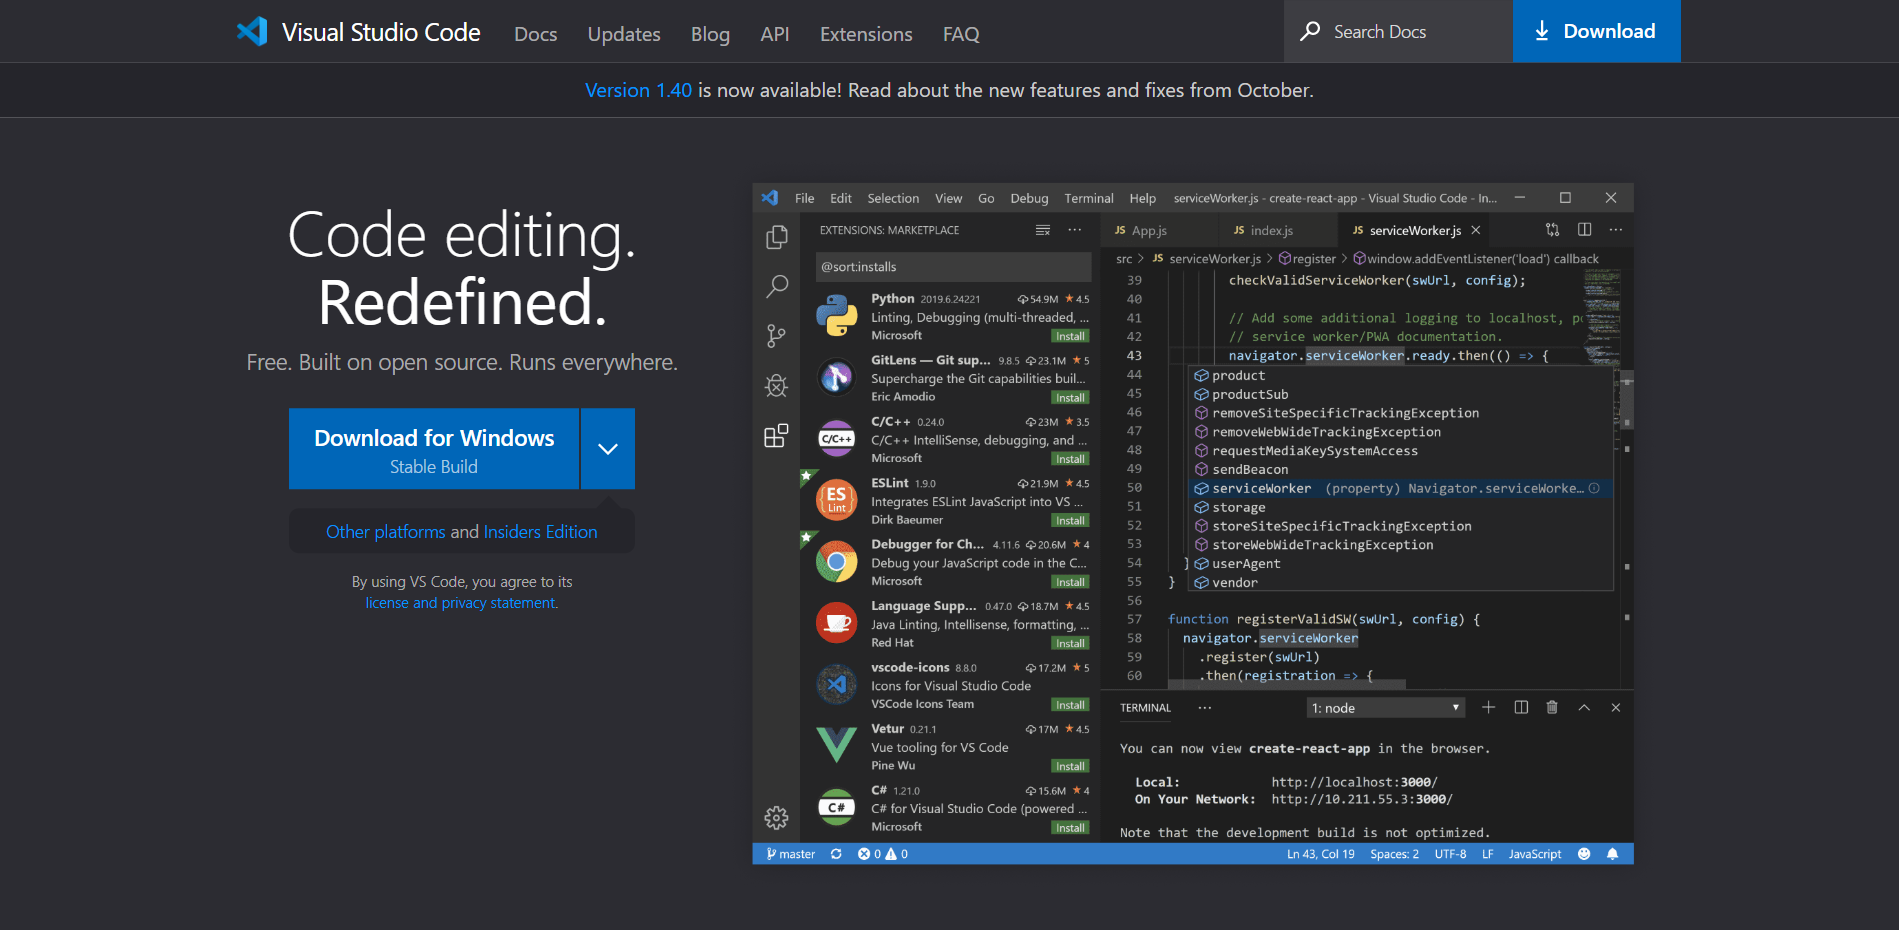 Visual Studio Code Docs Updates Blog API Extensions FAQ Search Docs Download
Version 1.40 is now available! Read about the new features and fixes from October.
Code editing.
Redefined.
Free. Built on open source. Runs everywhere.
Download for Windows
Stable Build
Other platforms and Insiders Edition
By using VS Code, you agree to its
license and privacy statement.
File Edit Selection View Go Debug Terminal Help serviceWorker.js - create-react-app - Visual Studio Code - In...
EXTENSIONS: MARKETPLACE
@sort:installs
Python 2019.6.24221 54.9M ★ 4.5
Linting, Debugging (multi-threaded, ...
Microsoft Install
GitLens — Git sup... 9.8.5 23.1M ★ 5
Supercharge the Git capabilities buil...
Eric Amodio Install
C/C++
C/C++ 0.24.0 23M ★ 3.5
C/C++ IntelliSense, debugging, and ...
Microsoft Install
ES
Lint
ESLint 1.9.0 21.9M ★ 4.5
Integrates ESLint JavaScript into VS ...
Dirk Baeumer Install
Debugger for Ch... 4.11.6 20.6M ★ 4
Debug your JavaScript code in the C...
Microsoft Install
Language Supp... 0.47.0 18.7M ★ 4.5
Java Linting, Intellisense, formatting, ...
Red Hat Install
vscode-icons 8.8.0 17.2M ★ 5
Icons for Visual Studio Code
VSCode Icons Team Install
Vetur 0.21.1 17M ★ 4.5
Vue tooling for VS Code
Pine Wu Install
C#
C# 1.21.0 15.6M ★ 4
C# for Visual Studio Code (powered ...
Microsoft Install
JS App.js JS index.js JS serviceWorker.js
src > JS serviceWorker.js > register > window.addEventListener('load') callback
39 checkValidServiceWorker(swUrl, config);
40
41 // Add some additional logging to localhost,
42 // service worker/PWA documentation.
43 navigator.serviceWorker.ready.then(() => {
44 product
45 productSub
46 removeSiteSpecificTrackingException
47 removeWebWideTrackingException
48 requestMediaKeySystemAccess
49 sendBeacon
50 serviceWorker (property) Navigator.serviceWorke...
51 storage
52 storeSiteSpecificTrackingException
53 storeWebWideTrackingException
54 } userAgent
55 } vendor
56
57 function registerValidSW(swUrl, config) {
58 navigator.serviceWorker
59 .register(swUrl)
60 .then(registration => {
TERMINAL ... 1: node
You can now view create-react-app in the browser.
Local: http://localhost:3000/
On Your Network: http://10.211.55.3:3000/
Note that the development build is not optimized.
master 0 0 Ln 43, Col 19 Spaces: 2 UTF-8 LF JavaScript